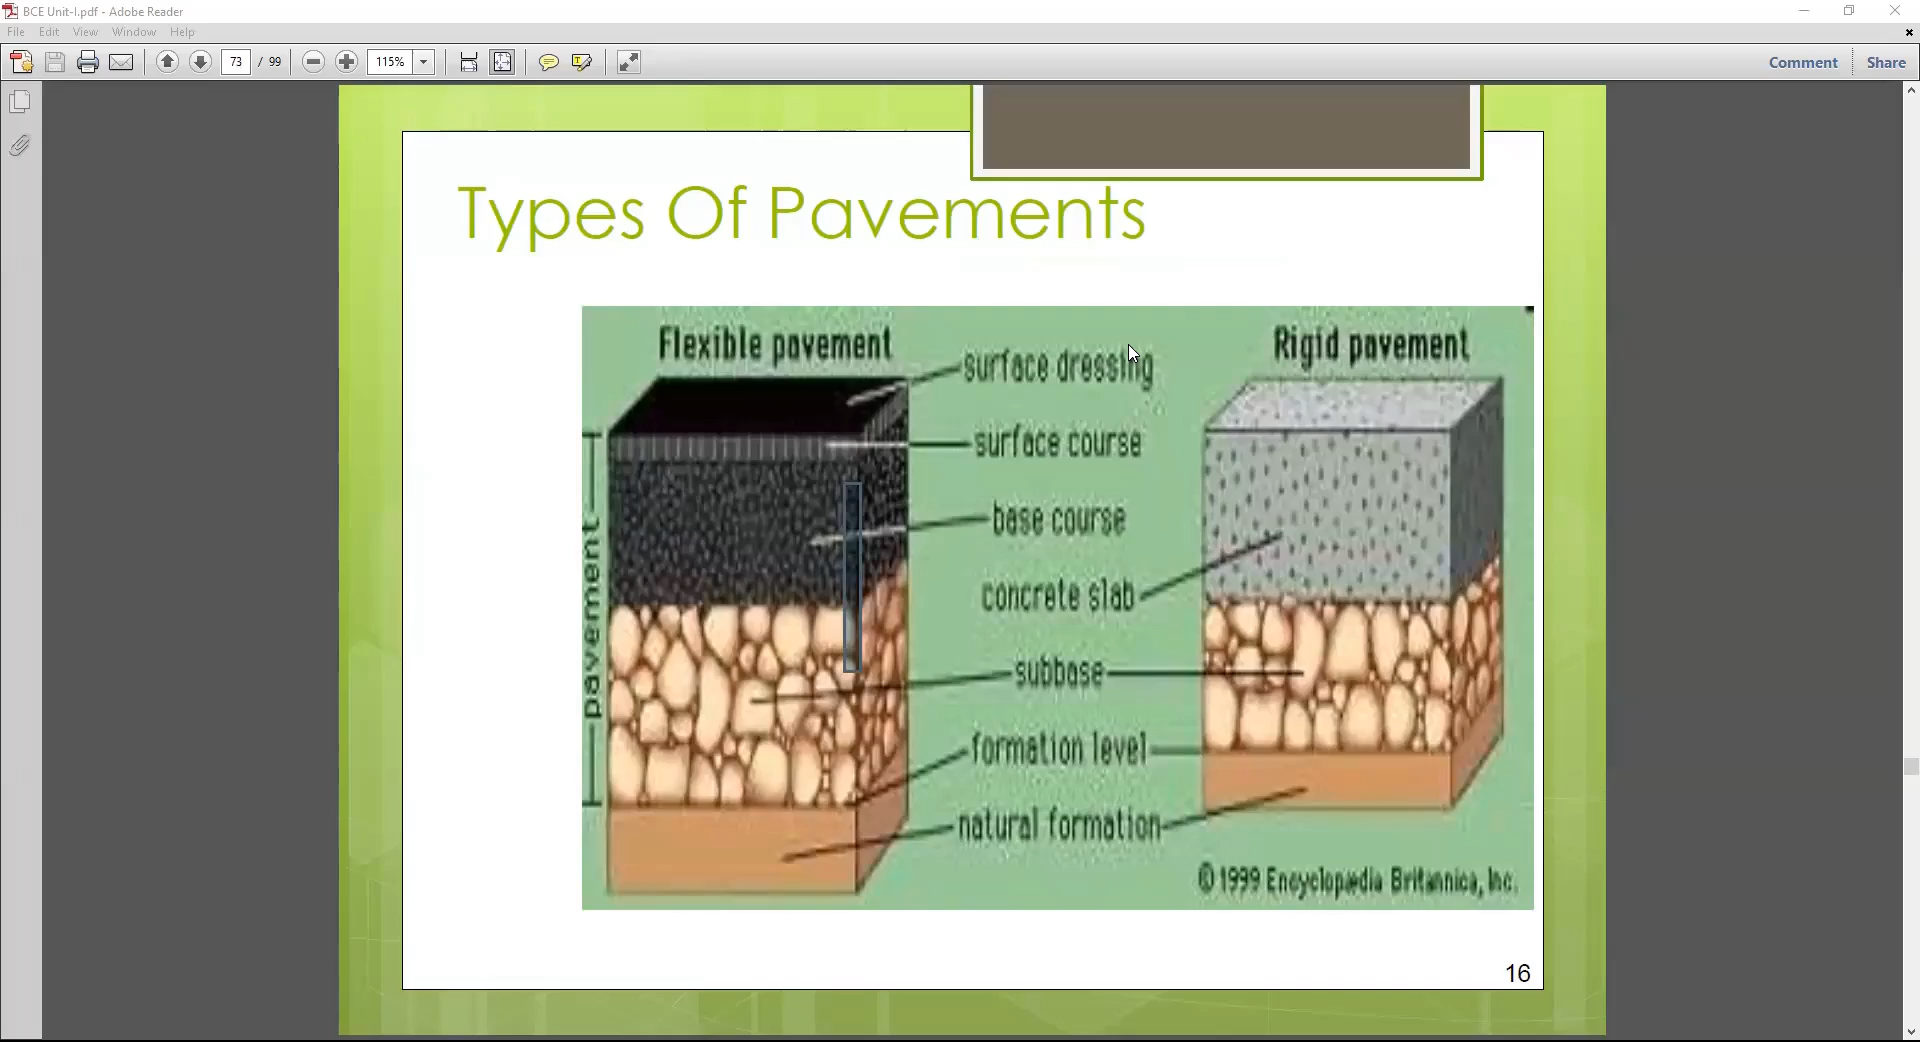 BCE Unit-I.pdf - Adobe Reader
File Edit View Window Help
73 / 99 115% Comment Share
Types Of Pavements
Flexible pavement
Rigid pavement
surface dressing
surface course
base course
concrete slab
subbase
formation level
natural formation
pavement
© 1999 Encyclopædia Britannica, Inc.
16